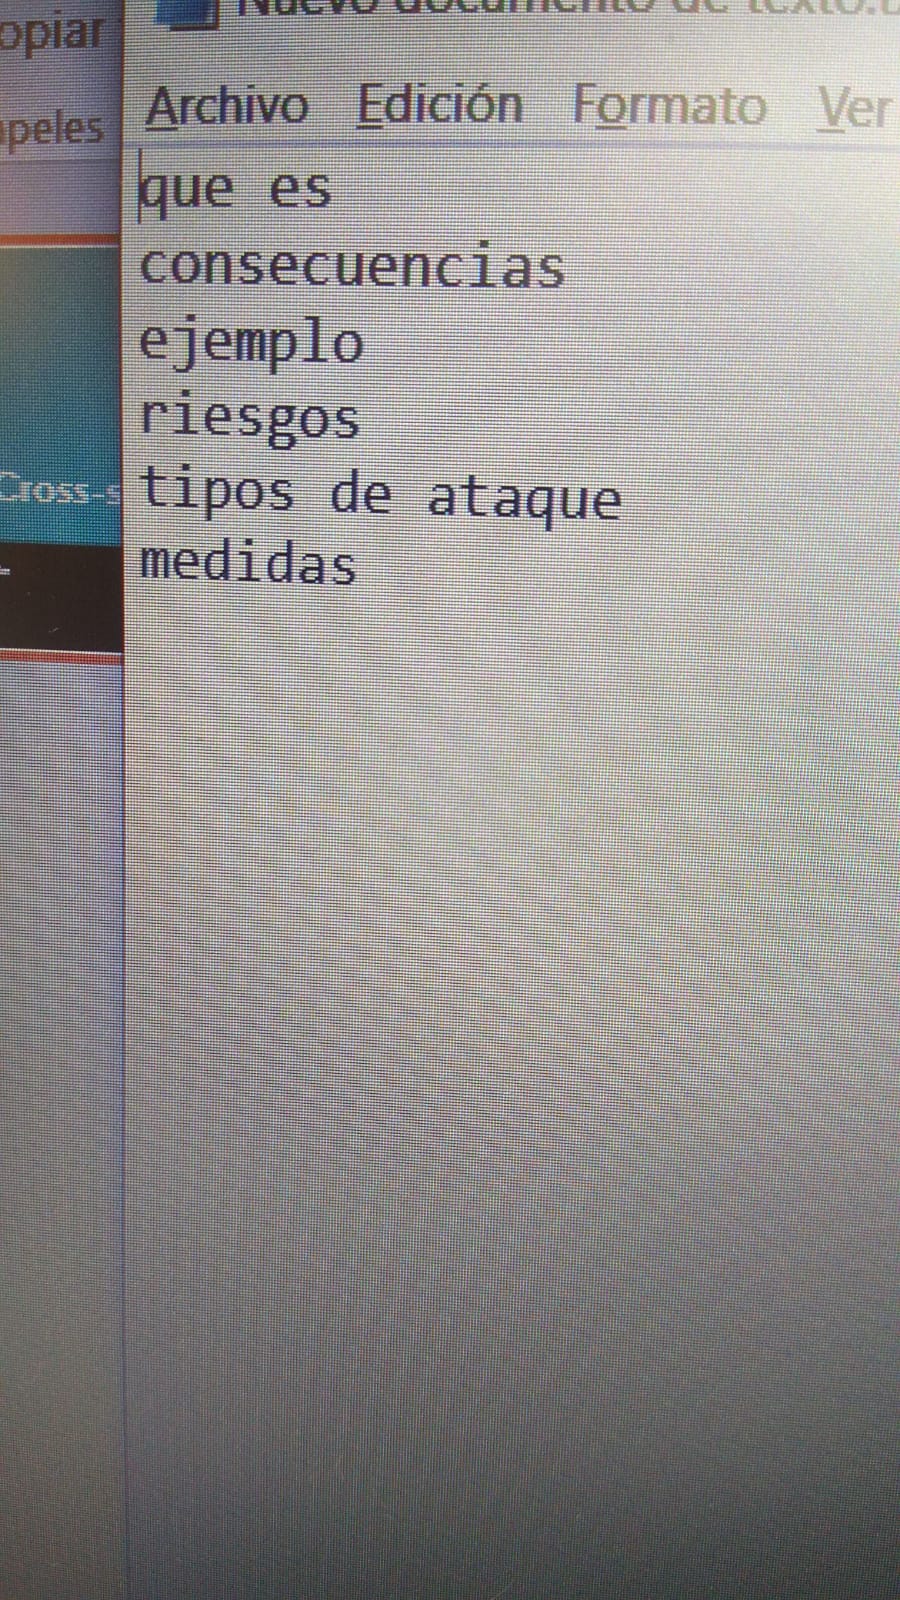 opiar
Nuevo documento de texto.t
apeles
Archivo Edición Formato Ver
que es
consecuencias
ejemplo
riesgos
tipos de ataque
medidas
Cross-s